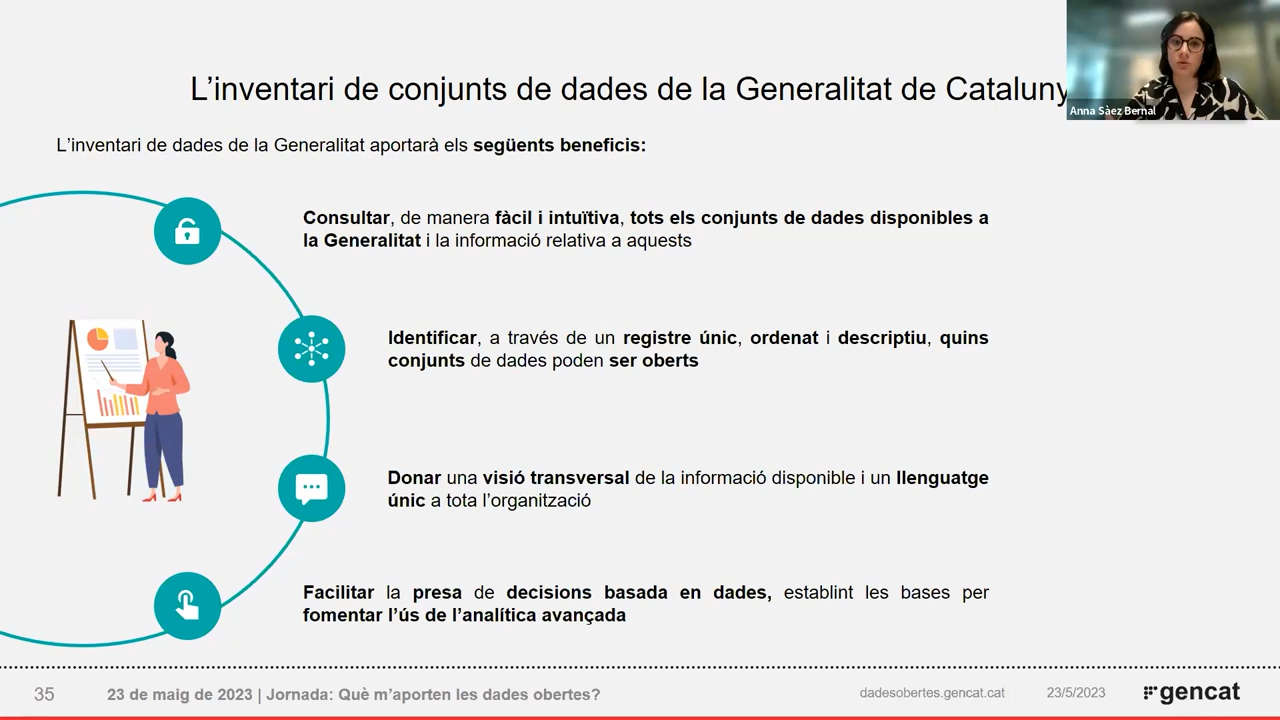 L’inventari de conjunts de dades de la Generalitat de Cataluny
Anna Sàez Bernal
L’inventari de dades de la Generalitat aportarà els següents beneficis:
Consultar, de manera fàcil i intuïtiva, tots els conjunts de dades disponibles a
la Generalitat i la informació relativa a aquests
Identificar, a través de un registre únic, ordenat i descriptiu, quins
conjunts de dades poden ser oberts
Donar una visió transversal de la informació disponible i un llenguatge
únic a tota l’organització
Facilitar la presa de decisions basada en dades, establint les bases per
fomentar l’ús de l’analítica avançada
35
23 de maig de 2023 | Jornada: Què m’aporten les dades obertes?
dadesobertes.gencat.cat
23/5/2023
gencat